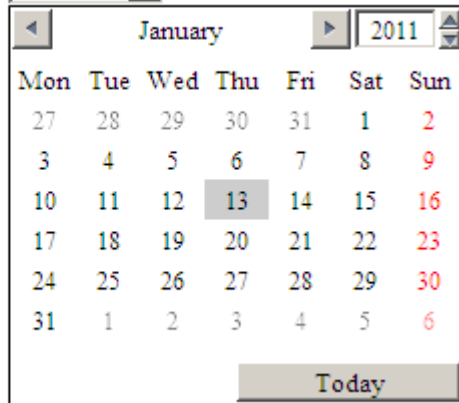 January 2011
Mon Tue Wed Thu Fri Sat Sun
27 28 29 30 31 1 2
3 4 5 6 7 8 9
10 11 12 13 14 15 16
17 18 19 20 21 22 23
24 25 26 27 28 29 30
31 1 2 3 4 5 6
Today